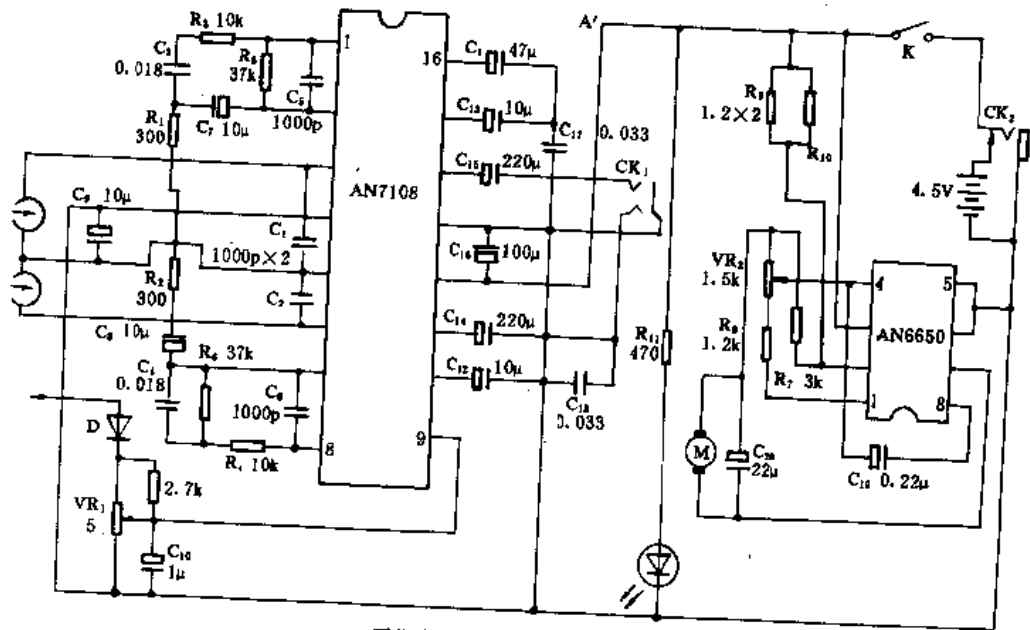 R₃ 10k
C₃
0.018
R₅
37k
C₅
1000p
C₇ 10μ
R₁
300
1
16
C₁ 47μ
C₁₃ 10μ
C₁₇ 0.033
C₁₅ 220μ
CK₁
AN7108
C₉ 10μ
C₁
1000p×2
C₂
R₂
300
C₈ 10μ
R₆ 37k
0.018
C₆
1000p
10k
8
9
C₁₆ 100μ
C₁₄ 220μ
C₁₂ 10μ
0.033
D
2.7k
VR₁
5
C₁₀
1μ
A′
K
CK₂
4.5V
R₉
1.2×2
R₁₀
VR₂
1.5k
R₈
1.2k
R₇ 3k
R₁₁
470
4
5
AN6650
1
8
M
C₂₀
22μ
C₁₉ 0.22μ